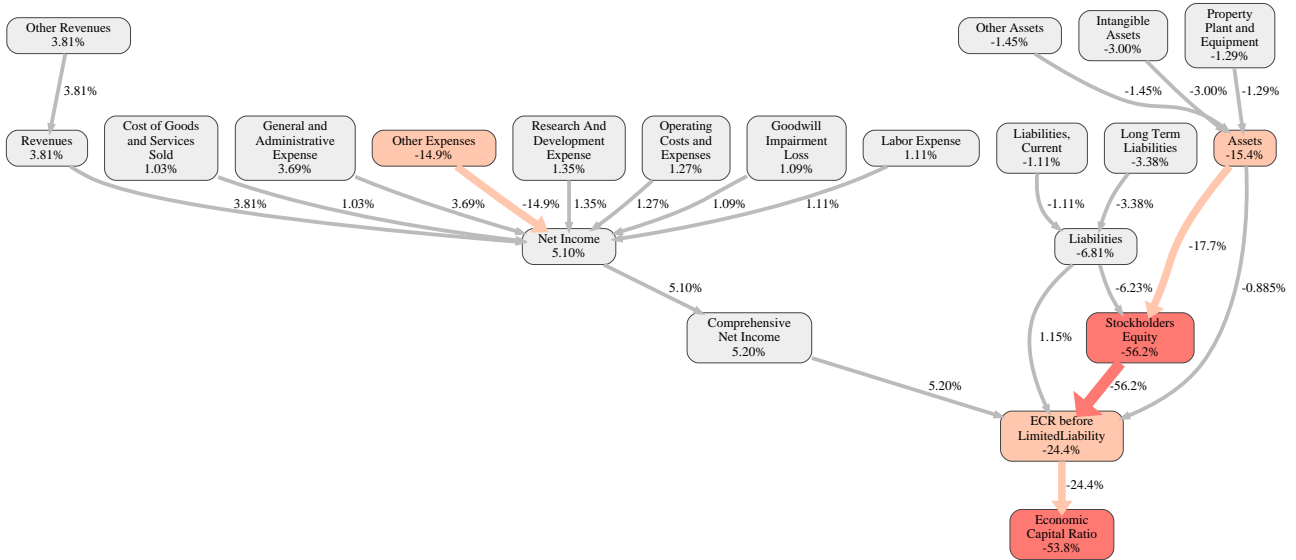 Other Revenues
3.81%
Other Assets
-1.45%
Intangible
Assets
-3.00%
Property
Plant and
Equipment
-1.29%
3.81%
-1.45%
-3.00%
-1.29%
Revenues
3.81%
Cost of Goods
and Services
Sold
1.03%
General and
Administrative
Expense
3.69%
Other Expenses
-14.9%
Research And
Development
Expense
1.35%
Operating
Costs and
Expenses
1.27%
Goodwill
Impairment
Loss
1.09%
Labor Expense
1.11%
Liabilities,
Current
-1.11%
Long Term
Liabilities
-3.38%
Assets
-15.4%
3.81%
1.03%
3.69%
-14.9%
1.35%
1.27%
1.09%
1.11%
-1.11%
-3.38%
Net Income
5.10%
Liabilities
-6.81%
-17.7%
5.10%
-6.23%
-0.885%
Comprehensive
Net Income
5.20%
1.15%
Stockholders
Equity
-56.2%
5.20%
-56.2%
ECR before
LimitedLiability
-24.4%
-24.4%
Economic
Capital Ratio
-53.8%